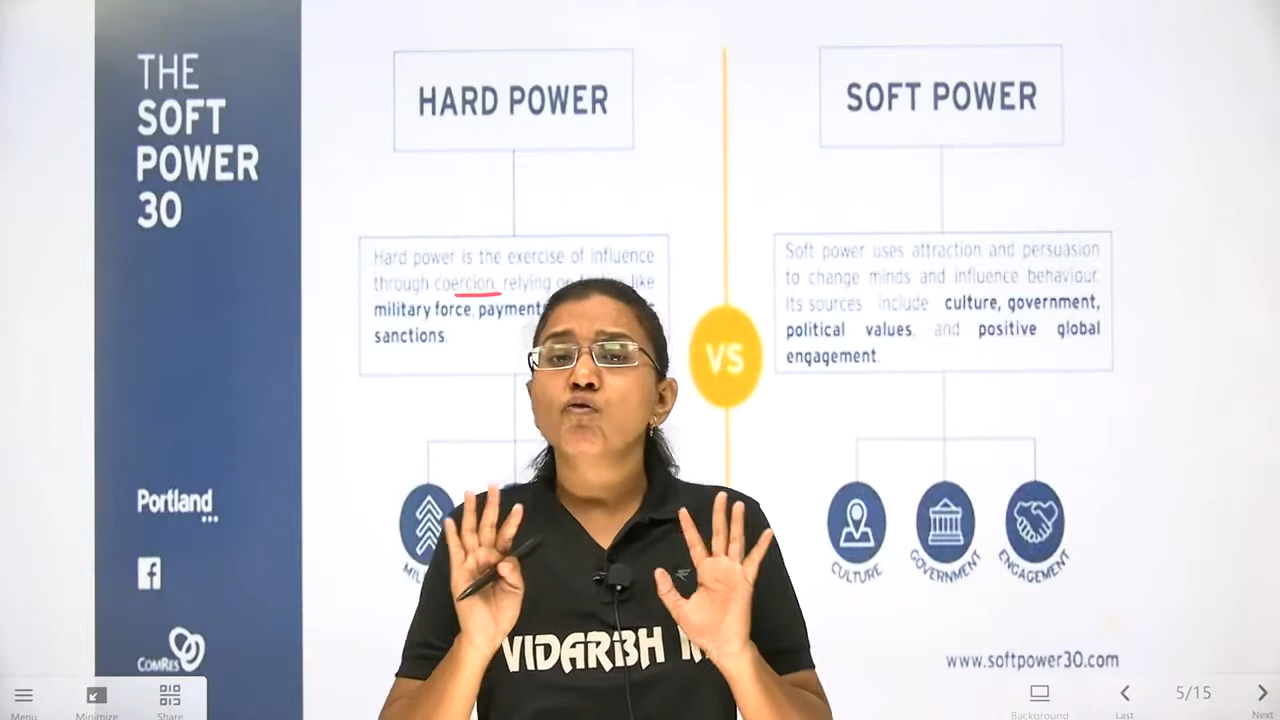 THE
SOFT
POWER
30
HARD POWER
SOFT POWER
Hard power is the exercise of influence
through coercion, relying on like
military force, payment
sanctions.
VS
Soft power uses attraction and persuasion
to change minds and influence behaviour.
Its sources include culture, government,
political values, and positive global
engagement.
CULTURE
GOVERNMENT
ENGAGEMENT
Portland
ComRes
VIDARBH
www.softpower30.com
Menu
Minimize
Share
Background
Last
5/15
Next